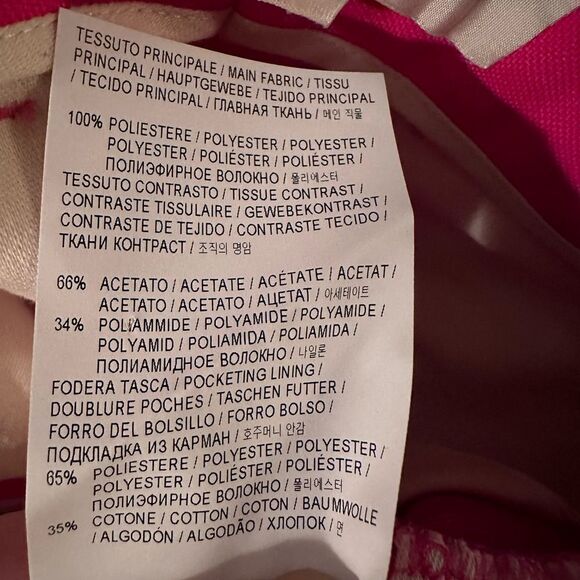 TESSUTO PRINCIPALE / MAIN FABRIC / TISSU
PRINCIPAL / HAUPTGEWEBE / TEJIDO PRINCIPAL
/ TECIDO PRINCIPAL / ГЛАВНАЯ ТКАНЬ / 메인 직물
100% POLIESTERE / POLYESTER / POLYESTER /
POLYESTER / POLIÉSTER / POLIÉSTER /
ПОЛИЭФИРНОЕ ВОЛОКНО / 폴리에스터
TESSUTO CONTRASTO / TISSUE CONTRAST /
CONTRASTE TISSULAIRE / GEWEBEKONTRAST /
CONTRASTE DE TEJIDO / CONTRASTE TECIDO /
ТКАНИ КОНТРАСТ / 조직의 명암
66% ACETATO / ACETATE / ACÉTATE / ACETAT /
ACETATO / ACETATO / АЦЕТАТ / 아세테이트
34% POLIAMMIDE / POLYAMIDE / POLYAMIDE /
POLYAMID / POLIAMIDA / POLIAMIDA /
ПОЛИАМИДНОЕ ВОЛОКНО / 나일론
FODERA TASCA / POCKETING LINING /
DOUBLURE POCHES / TASCHEN FUTTER /
FORRO DEL BOLSILLO / FORRO BOLSO /
ПОДКЛАДКА ИЗ КАРМАН / 호주머니 안감
65% POLIESTERE / POLYESTER / POLYESTER /
POLYESTER / POLIÉSTER / POLIÉSTER /
ПОЛИЭФИРНОЕ ВОЛОКНО / 폴리에스터
35% COTONE / COTTON / COTON / BAUMWOLLE
/ ALGODÓN / ALGODÃO / ХЛОПОК / 면